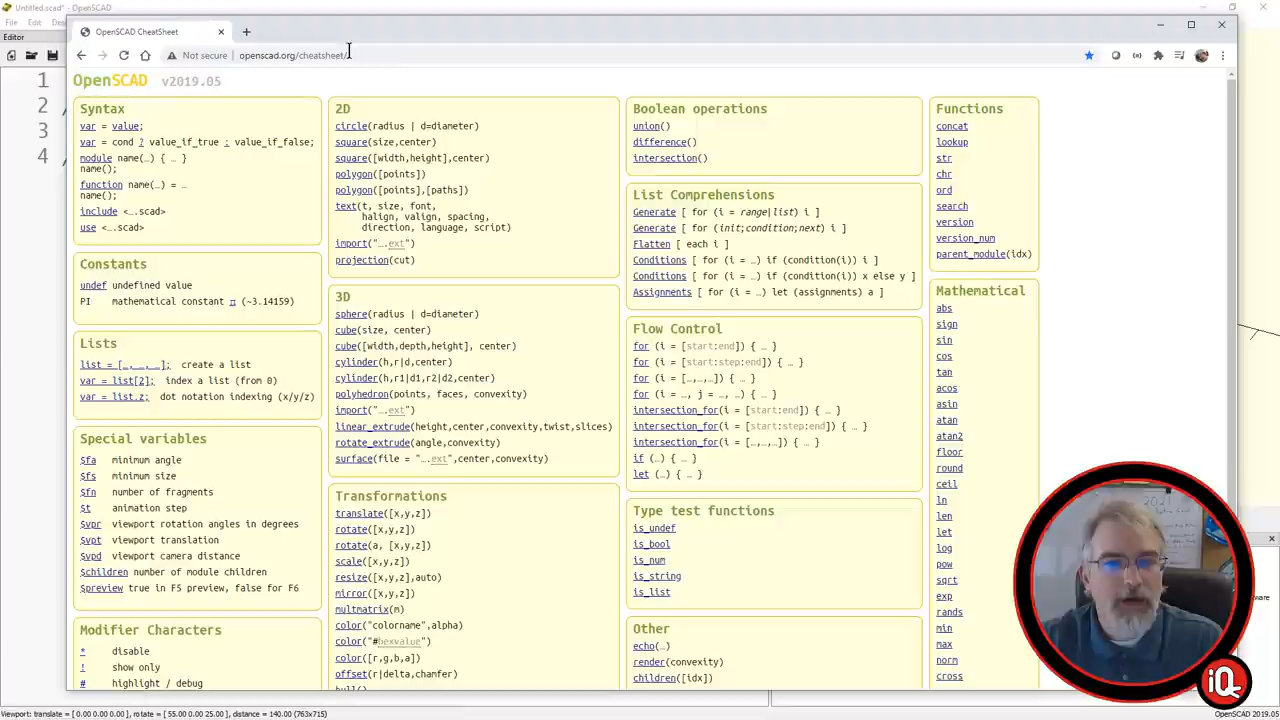 Untitled.scad* - OpenSCAD
File Edit
Editor
1
2
3
4
OpenSCAD CheatSheet
Not secure openscad.org/cheatsheet/
OpenSCAD v2019.05
Syntax
var = value;
var = cond ? value_if_true : value_if_false;
module name(…) { … }
name();
function name(…) = …
name();
include <….scad>
use <….scad>
Constants
undef undefined value
PI mathematical constant π (~3.14159)
Lists
list = […, …, …]; create a list
var = list[2]; index a list (from 0)
var = list.z; dot notation indexing (x/y/z)
Special variables
$fa minimum angle
$fs minimum size
$fn number of fragments
$t animation step
$vpr viewport rotation angles in degrees
$vpt viewport translation
$vpd viewport camera distance
$children number of module children
$preview true in F5 preview, false for F6
Modifier Characters
* disable
! show only
# highlight / debug
2D
circle(radius | d=diameter)
square(size,center)
square([width,height],center)
polygon([points])
polygon([points],[paths])
text(t, size, font,
halign, valign, spacing,
direction, language, script)
import("….ext")
projection(cut)
3D
sphere(radius | d=diameter)
cube(size, center)
cube([width,depth,height], center)
cylinder(h,r|d,center)
cylinder(h,r1|d1,r2|d2,center)
polyhedron(points, faces, convexity)
import("….ext")
linear_extrude(height,center,convexity,twist,slices)
rotate_extrude(angle,convexity)
surface(file = "….ext",center,convexity)
Transformations
translate([x,y,z])
rotate([x,y,z])
rotate(a, [x,y,z])
scale([x,y,z])
resize([x,y,z],auto)
mirror([x,y,z])
multmatrix(m)
color("colorname",alpha)
color("#hexvalue")
color([r,g,b,a])
offset(r|delta,chamfer)
hull()
Boolean operations
union()
difference()
intersection()
List Comprehensions
Generate [ for (i = range|list) i ]
Generate [ for (init;condition;next) i ]
Flatten [ each i ]
Conditions [ for (i = …) if (condition(i)) i ]
Conditions [ for (i = …) if (condition(i)) x else y ]
Assignments [ for (i = …) let (assignments) a ]
Flow Control
for (i = [start:end]) { … }
for (i = [start:step:end]) { … }
for (i = […,…,…]) { … }
for (i = …, j = …, …) { … }
intersection_for(i = [start:end]) { … }
intersection_for(i = [start:step:end]) { … }
intersection_for(i = […,…,…]) { … }
if (…) { … }
let (…) { … }
Type test functions
is_undef
is_bool
is_num
is_string
is_list
Other
echo(…)
render(convexity)
children([idx])
Functions
concat
lookup
str
chr
ord
search
version
version_num
parent_module(idx)
Mathematical
abs
sign
sin
cos
tan
acos
asin
atan
atan2
floor
round
ceil
ln
len
let
log
pow
sqrt
exp
rands
min
max
norm
cross
2021
iQ
Viewport: translate = [ 0.00 0.00 0.00 ], rotate = [ 55.00 0.00 25.00 ], distance = 140.00 (763x715)
OpenSCAD 2019.05